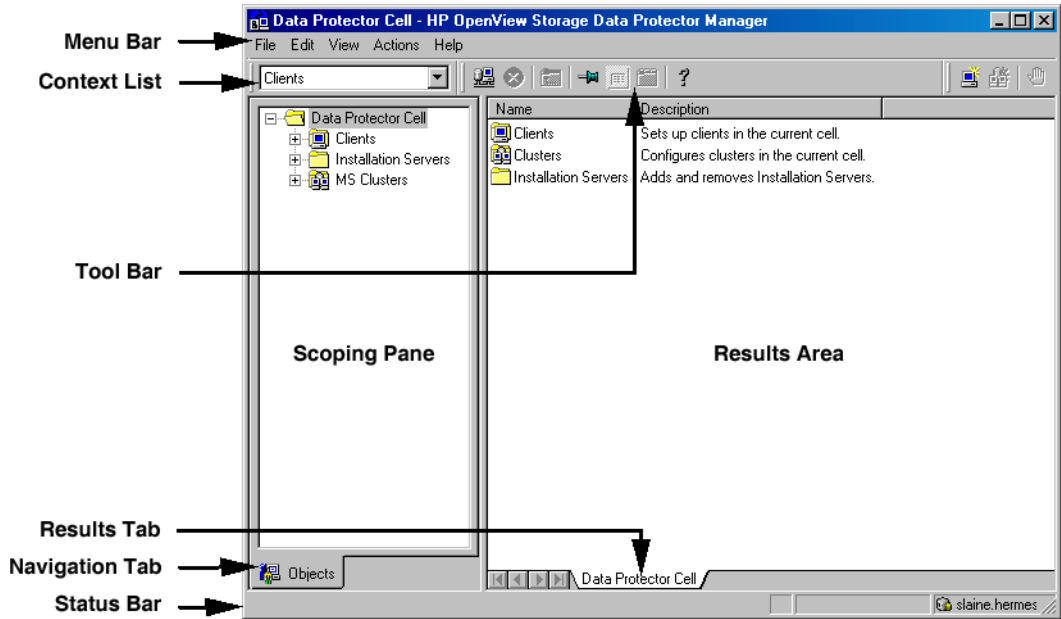 Data Protector Cell - HP OpenView Storage Data Protector Manager
Menu Bar
File Edit View Actions Help
Context List
Clients
?
Name Description
Data Protector Cell
Clients
Installation Servers
MS Clusters
Clients Sets up clients in the current cell.
Clusters Configures clusters in the current cell.
Installation Servers Adds and removes Installation Servers.
Tool Bar
Scoping Pane
Results Area
Results Tab
Navigation Tab
Objects
Data Protector Cell
Status Bar
slaine.hermes